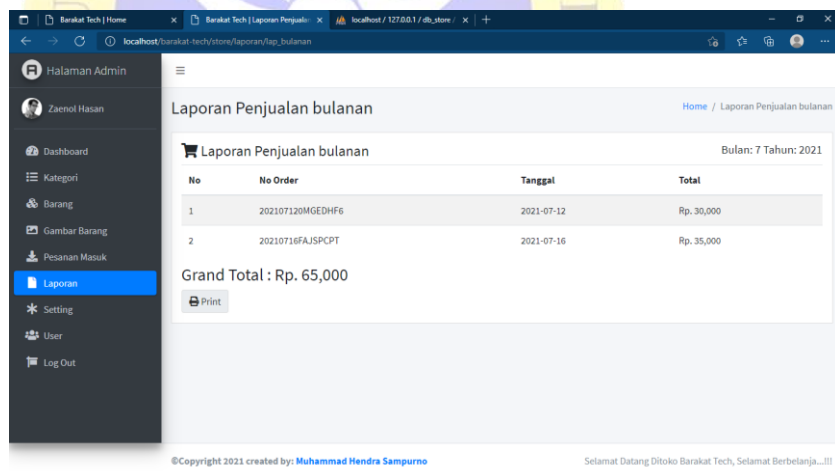 Barakat Tech | Home
Barakat Tech | Laporan Penjualan
localhost / 127.0.0.1 / db_store /
localhost/barakat-tech/store/laporan/lap_bulanan
Halaman Admin
Zaenol Hasan
Laporan Penjualan bulanan
Home / Laporan Penjualan bulanan
Dashboard
Kategori
Barang
Gambar Barang
Pesanan Masuk
Laporan
Setting
User
Log Out
Laporan Penjualan bulanan
Bulan: 7 Tahun: 2021
No No Order Tanggal Total
1 202107120MGEDHF6 2021-07-12 Rp. 30,000
2 20210716FAJSPCPT 2021-07-16 Rp. 35,000
Grand Total : Rp. 65,000
Print
©Copyright 2021 created by: Muhammad Hendra Sampurno
Selamat Datang Ditoko Barakat Tech, Selamat Berbelanja...!!!